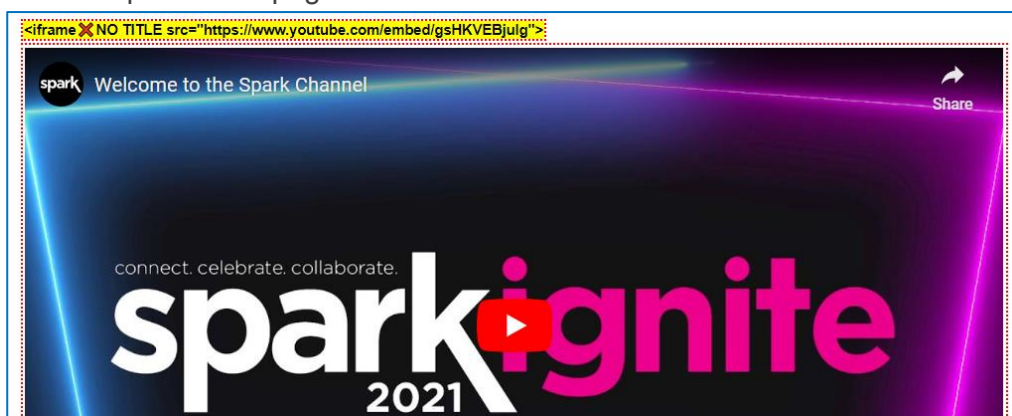 <iframe❌NO TITLE src="https://www.youtube.com/embed/gsHKVEBjulg">
spark Welcome to the Spark Channel
Share
connect. celebrate. collaborate.
sparkignite
2021